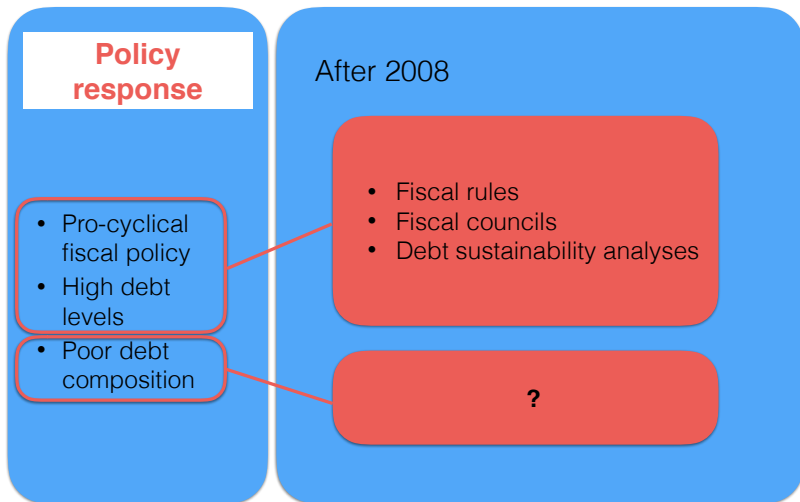 Policy
response
• Pro-cyclical
fiscal policy
• High debt
levels
• Poor debt
composition
After 2008
• Fiscal rules
• Fiscal councils
• Debt sustainability analyses
?